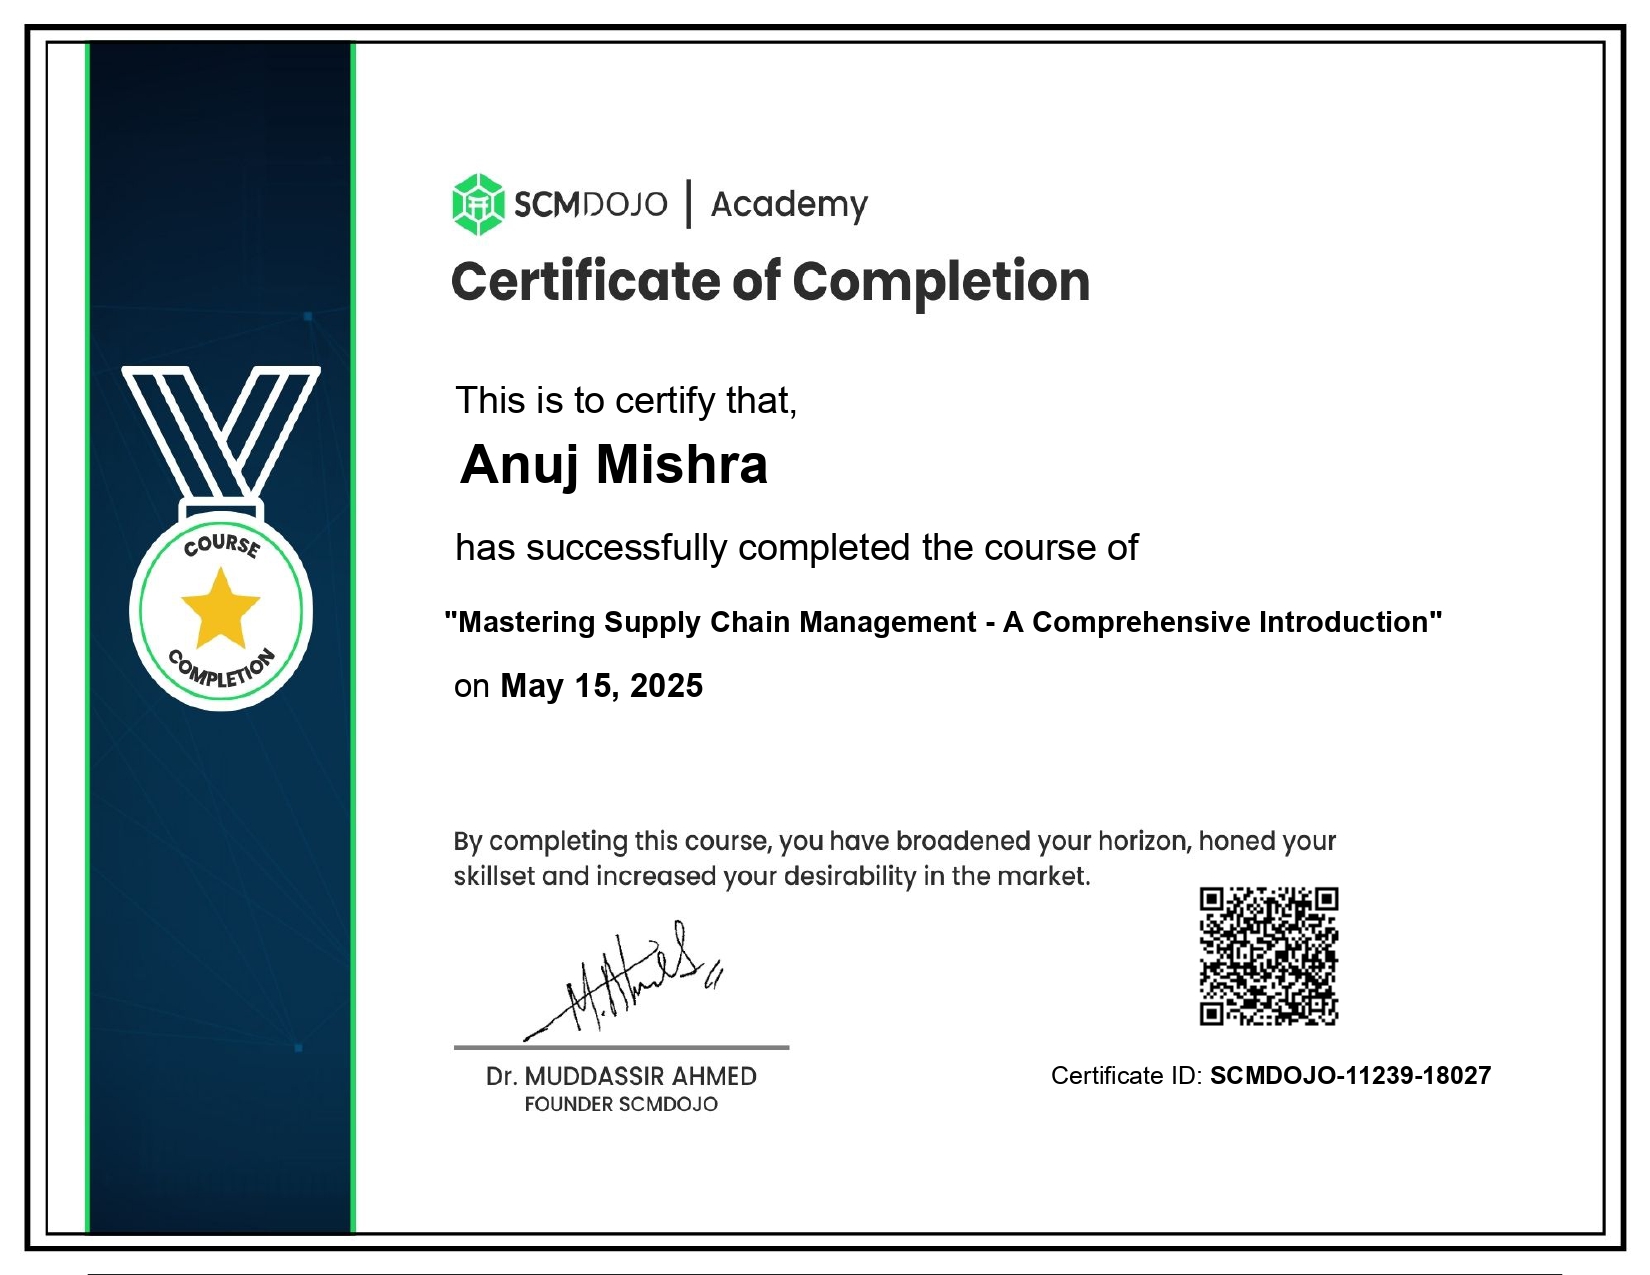 SCMDOJO | Academy
Certificate of Completion
This is to certify that,
Anuj Mishra
has successfully completed the course of
"Mastering Supply Chain Management - A Comprehensive Introduction"
on May 15, 2025
COURSE
COMPLETION
By completing this course, you have broadened your horizon, honed your
skillset and increased your desirability in the market.
M. Ahmed
Dr. MUDDASSIR AHMED
FOUNDER SCMDOJO
Certificate ID: SCMDOJO-11239-18027